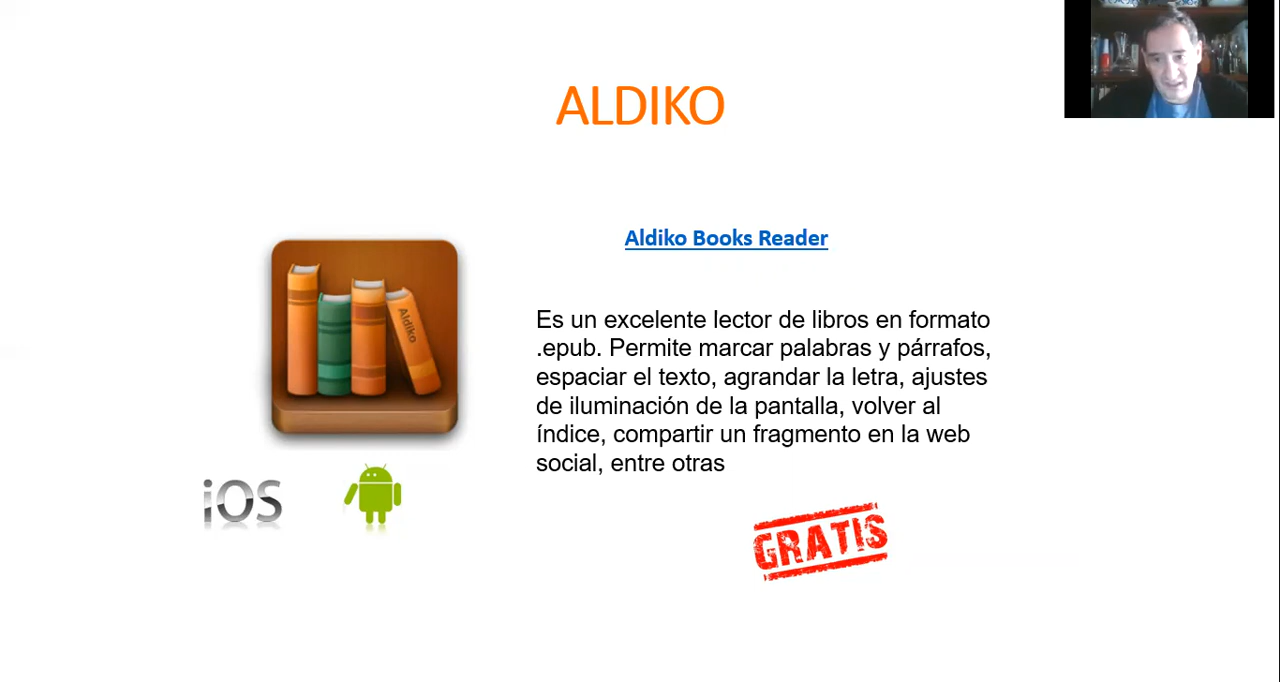 ALDIKO
Aldiko Books Reader
Aldiko
Es un excelente lector de libros en formato
.epub. Permite marcar palabras y párrafos,
espaciar el texto, agrandar la letra, ajustes
de iluminación de la pantalla, volver al
índice, compartir un fragmento en la web
social, entre otras
iOS
GRATIS